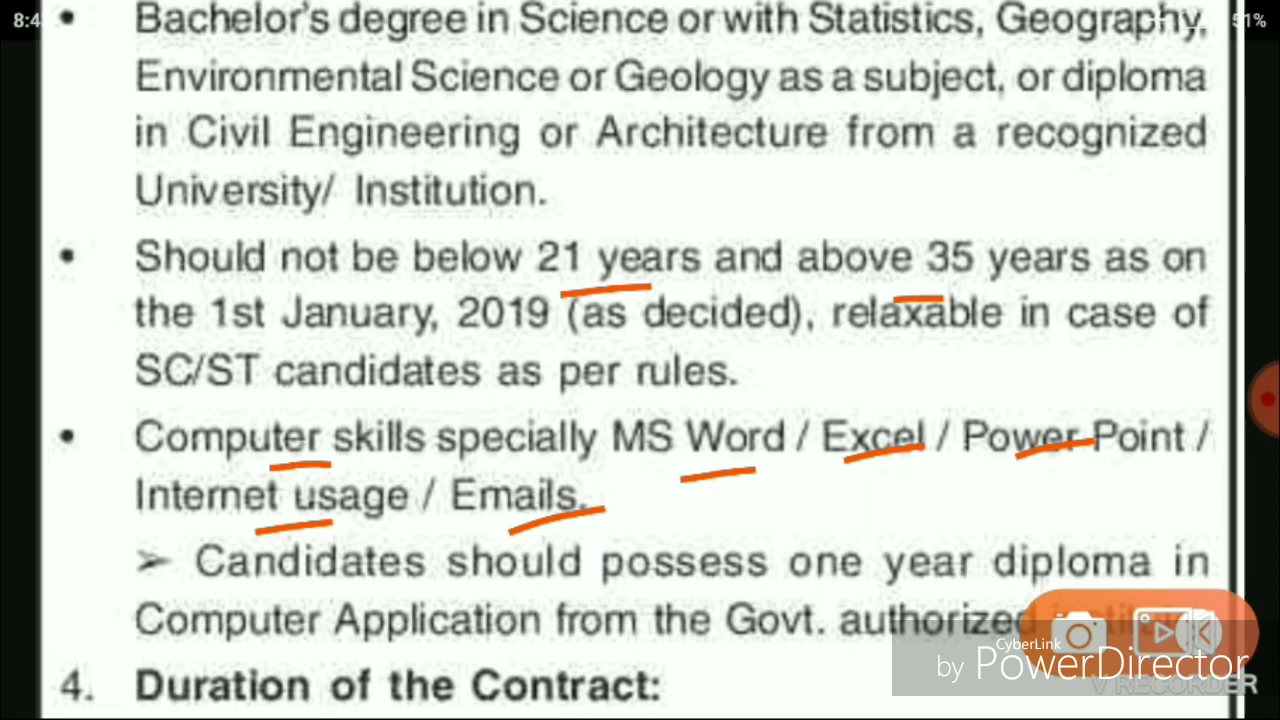 8:4
51%
• Bachelor's degree in Science or with Statistics, Geography,
Environmental Science or Geology as a subject, or diploma
in Civil Engineering or Architecture from a recognized
University/ Institution.
• Should not be below 21 years and above 35 years as on
the 1st January, 2019 (as decided), relaxable in case of
SC/ST candidates as per rules.
• Computer skills specially MS Word / Excel / Power Point /
Internet usage / Emails.
➢ Candidates should possess one year diploma in
Computer Application from the Govt. authorized
4. Duration of the Contract:
CyberLink
by PowerDirector
V RECORDER